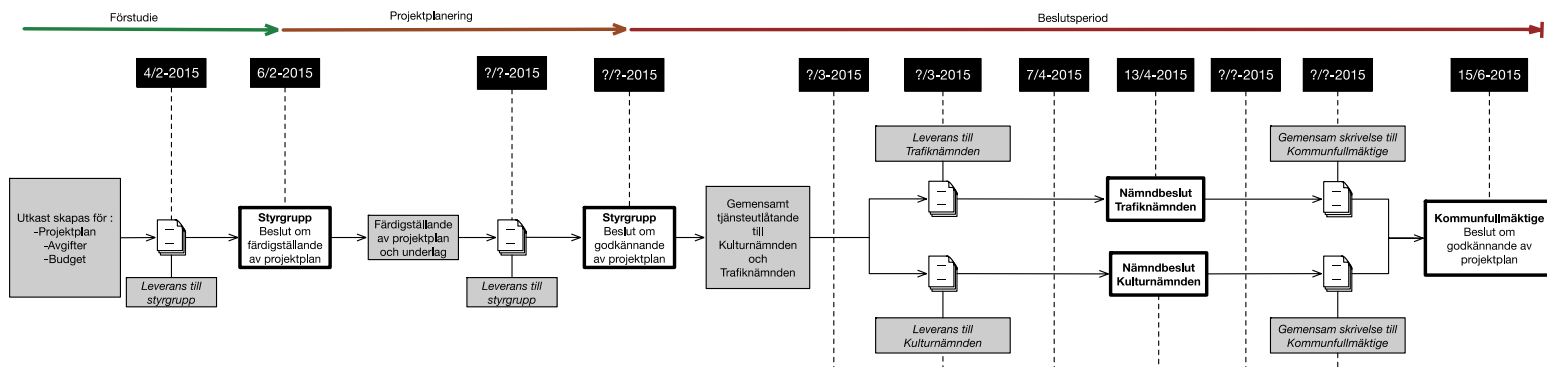 Förstudie
Projektplanering
Beslutsperiod
4/2-2015
6/2-2015
?/?-2015
?/?-2015
?/3-2015
?/3-2015
7/4-2015
13/4-2015
?/?-2015
?/?-2015
15/6-2015
Utkast skapas för :
-Projektplan
-Avgifter
-Budget
Leverans till
styrgrupp
Styrgrupp
Beslut om
färdigställande
av projektplan
Färdigställande
av projektplan
och underlag
Leverans till
styrgrupp
Styrgrupp
Beslut om
godkännande
av projektplan
Gemensamt
tjänsteutlåtande
till
Kulturnämnden
och
Trafiknämnden
Leverans till
Trafiknämnden
Leverans till
Kulturnämnden
Nämndbeslut
Trafiknämnden
Nämndbeslut
Kulturnämnden
Gemensam skrivelse till
Kommunfullmäktige
Gemensam skrivelse till
Kommunfullmäktige
Kommunfullmäktige
Beslut om
godkännande av
projektplan